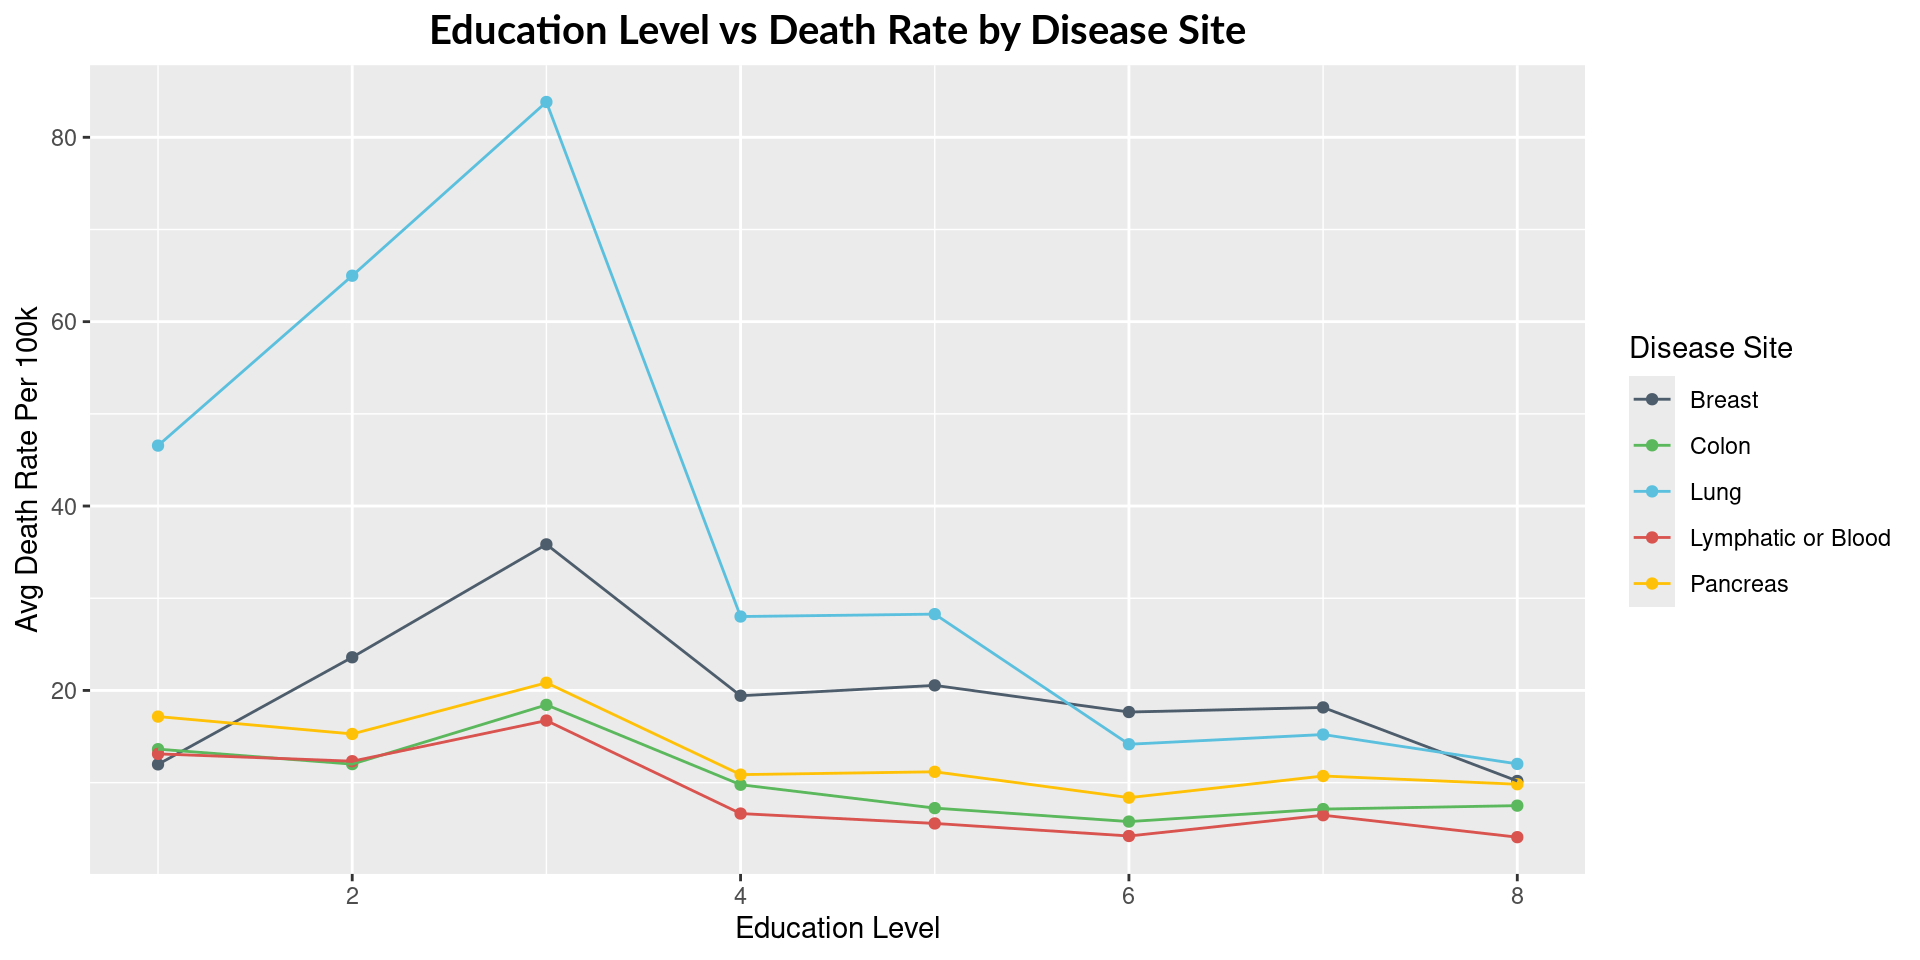 Education Level vs Death Rate by Disease Site
Avg Death Rate Per 100k
80
60
40
20
2
4
6
8
Education Level
Disease Site
Breast
Colon
Lung
Lymphatic or Blood
Pancreas